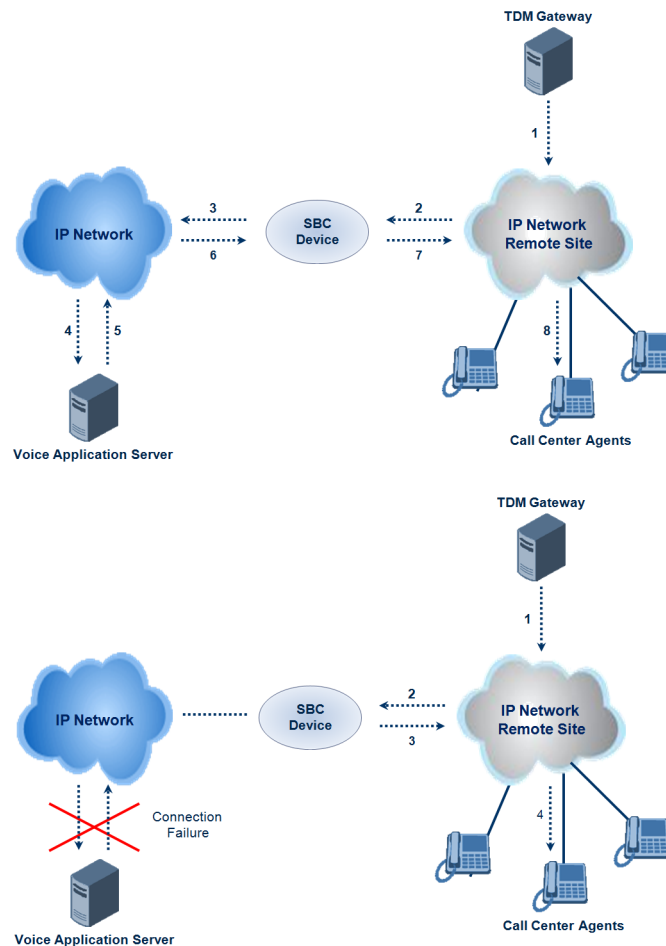 TDM Gateway
1
3
2
IP Network
SBC
Device
IP Network
Remote Site
6
7
4
5
8
Voice Application Server
Call Center Agents
TDM Gateway
1
2
IP Network
SBC
Device
IP Network
Remote Site
3
Connection
Failure
4
Voice Application Server
Call Center Agents